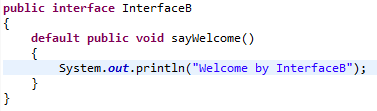 public interface InterfaceB
{
    default public void sayWelcome()
    {
        System.out.println("Welcome by InterfaceB");
    }
}